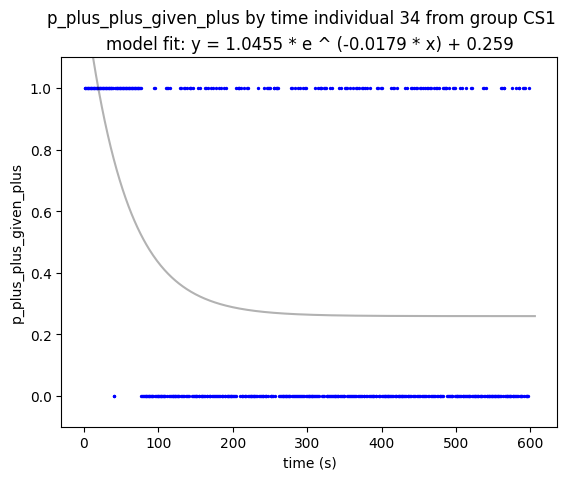 p_plus_plus_given_plus by time individual 34 from group CS1
model fit: y = 1.0455 * e ^ (-0.0179 * x) + 0.259
1.0
0.8
0.6
0.4
0.2
0.0
p_plus_plus_given_plus
0 100 200 300 400 500 600
time (s)